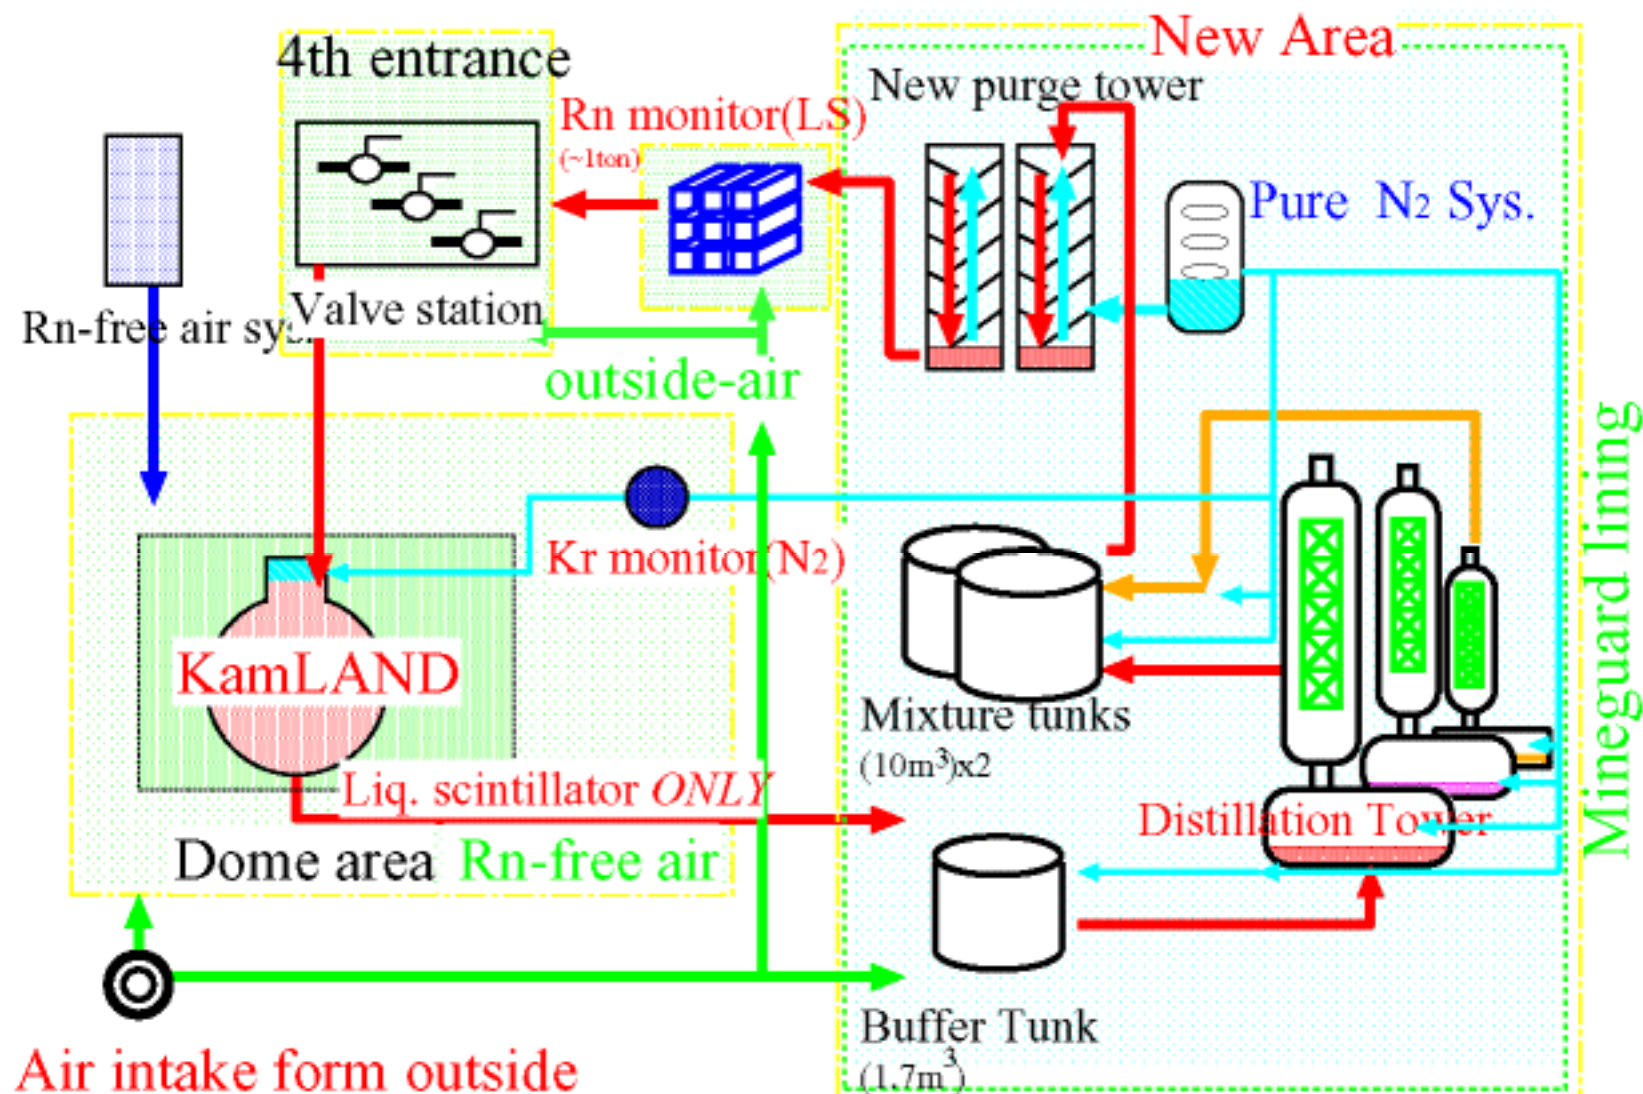 New Area
4th entrance
New purge tower
Rn monitor(LS)
(~1ton)
Pure N2 Sys.
Valve station
Rn-free air sys.
outside-air
Mineguard lining
Kr monitor(N2)
KamLAND
Mixture tunks
(10m³)x2
Liq. scintillator ONLY
Distillation Tower
Dome area Rn-free air
Buffer Tunk
(1.7m³)
Air intake form outside